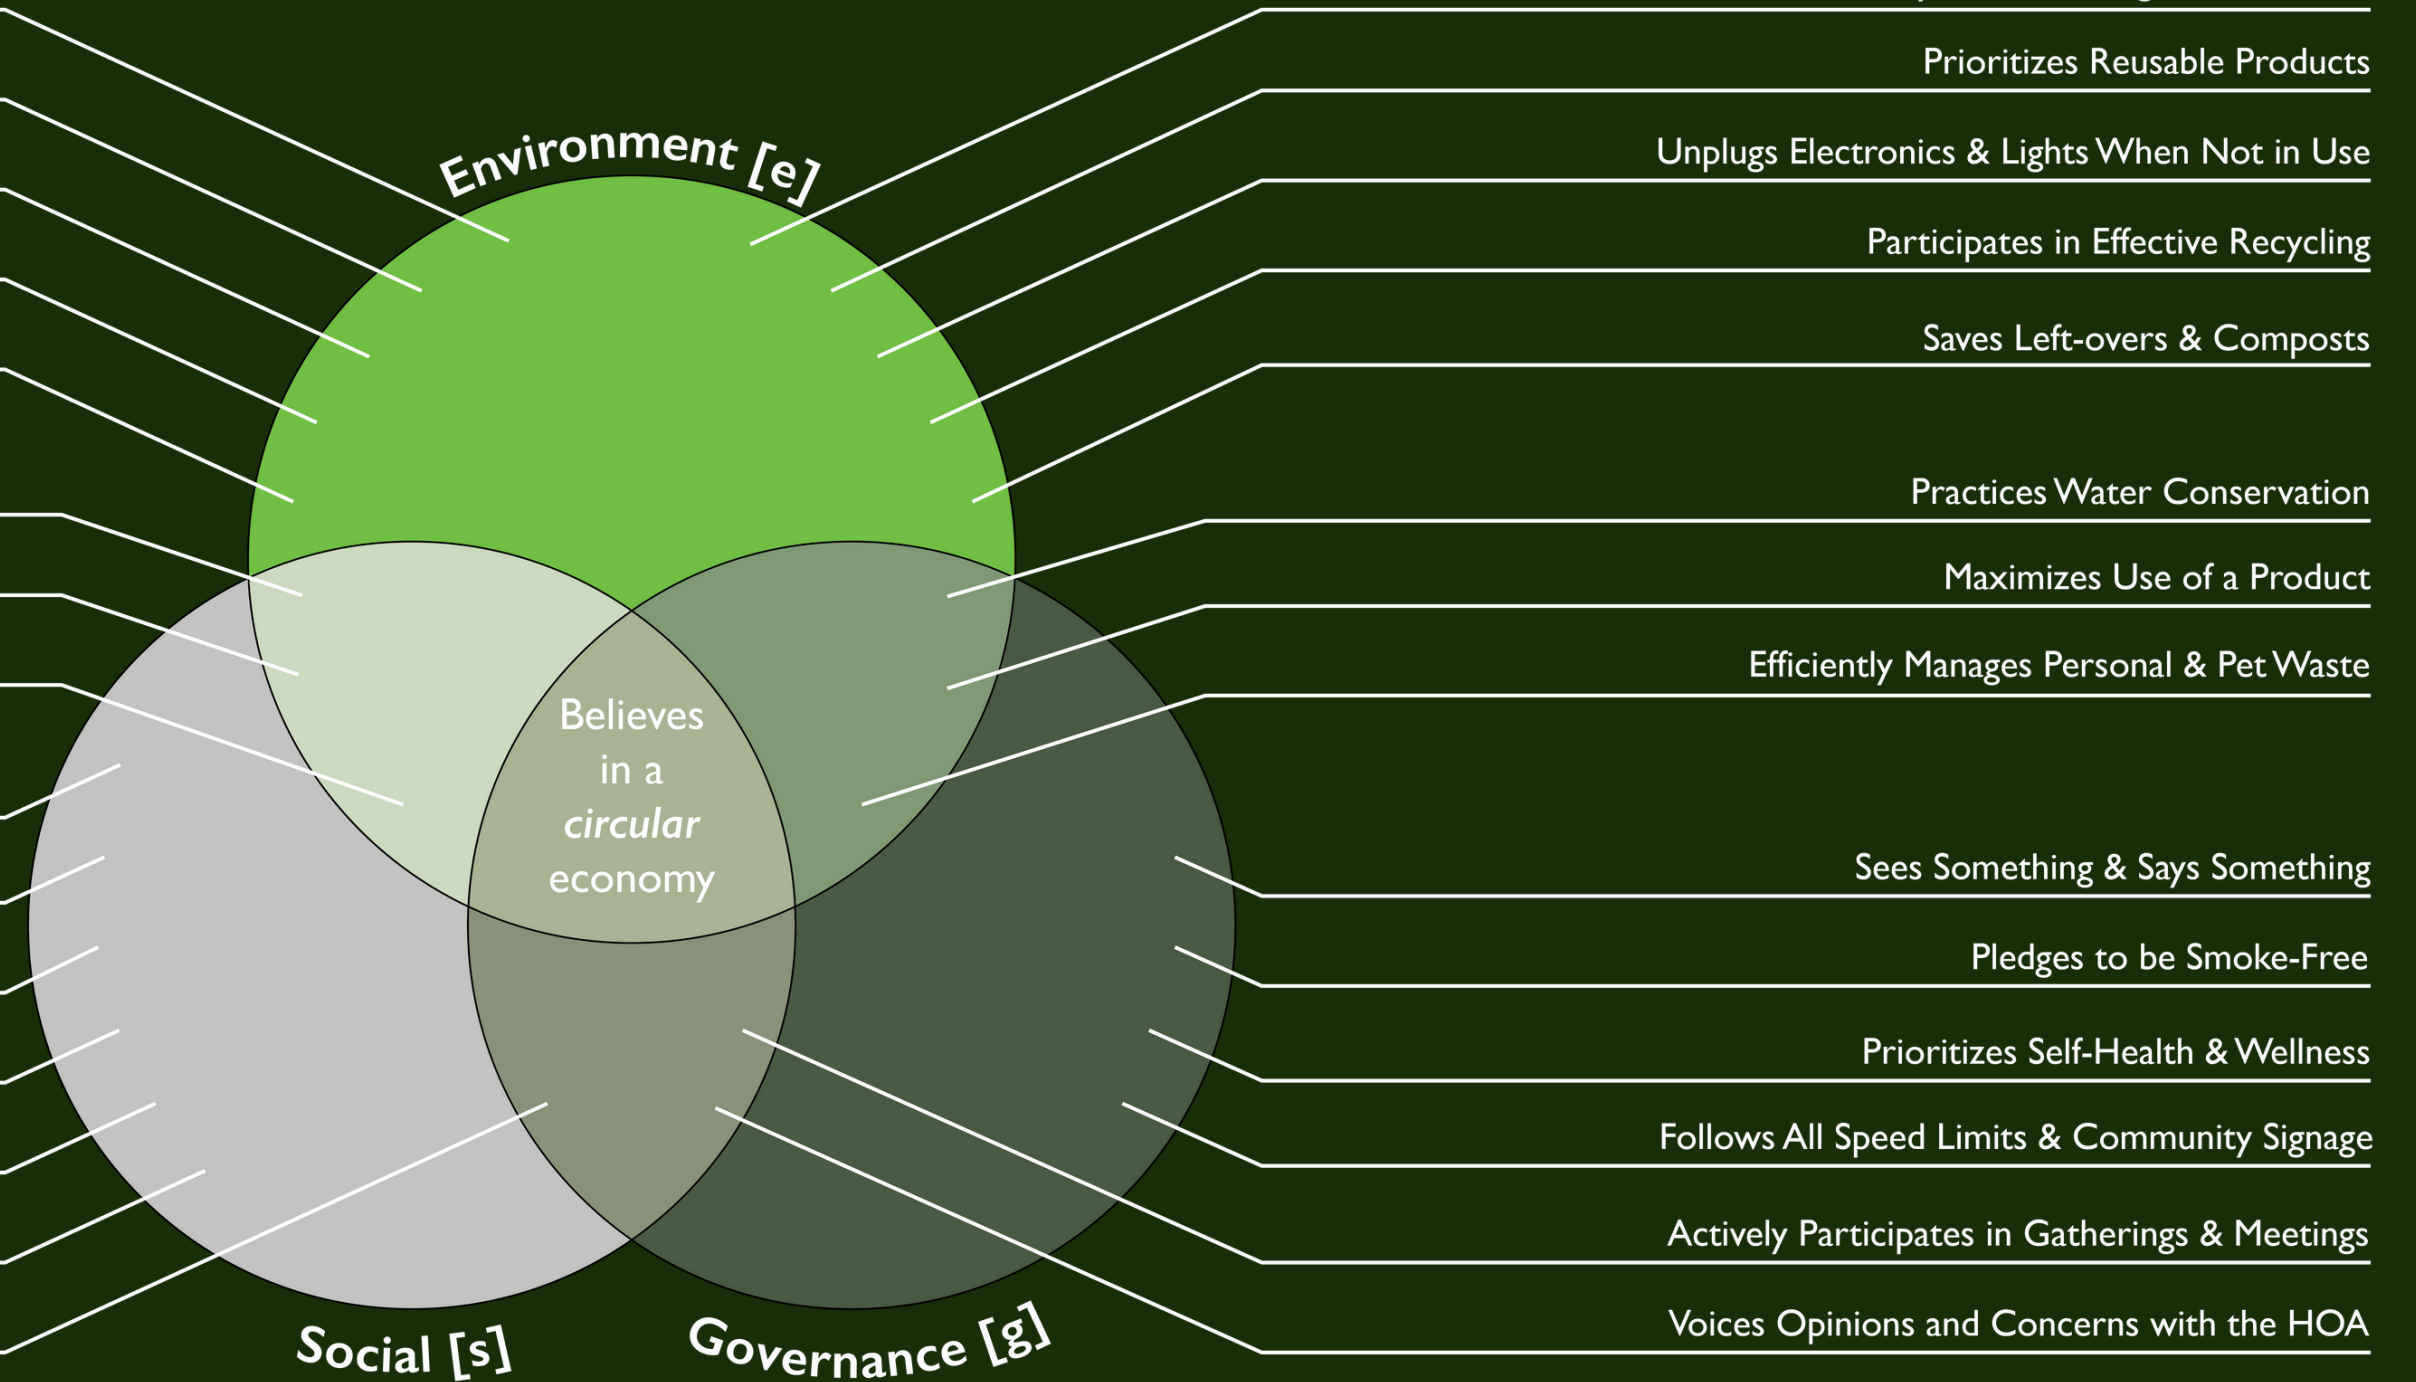 Prioritizes Reusable Products
Unplugs Electronics & Lights When Not in Use
Environment [e]
Participates in Effective Recycling
Saves Left-overs & Composts
Practices Water Conservation
Maximizes Use of a Product
Efficiently Manages Personal & Pet Waste
Believes
in a
circular
economy
Sees Something & Says Something
Pledges to be Smoke-Free
Prioritizes Self-Health & Wellness
Follows All Speed Limits & Community Signage
Actively Participates in Gatherings & Meetings
Voices Opinions and Concerns with the HOA
Social [s]
Governance [g]